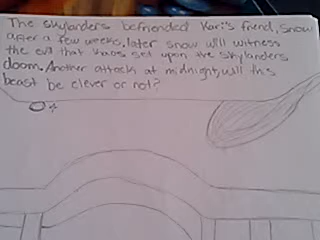 The Skylanders befriended Kari's friend, Snow
after a few weeks, later snow will witness
the evil that Kaos set upon the Skylanders
doom. Another attack at midnight, will this
beast be clever or not?